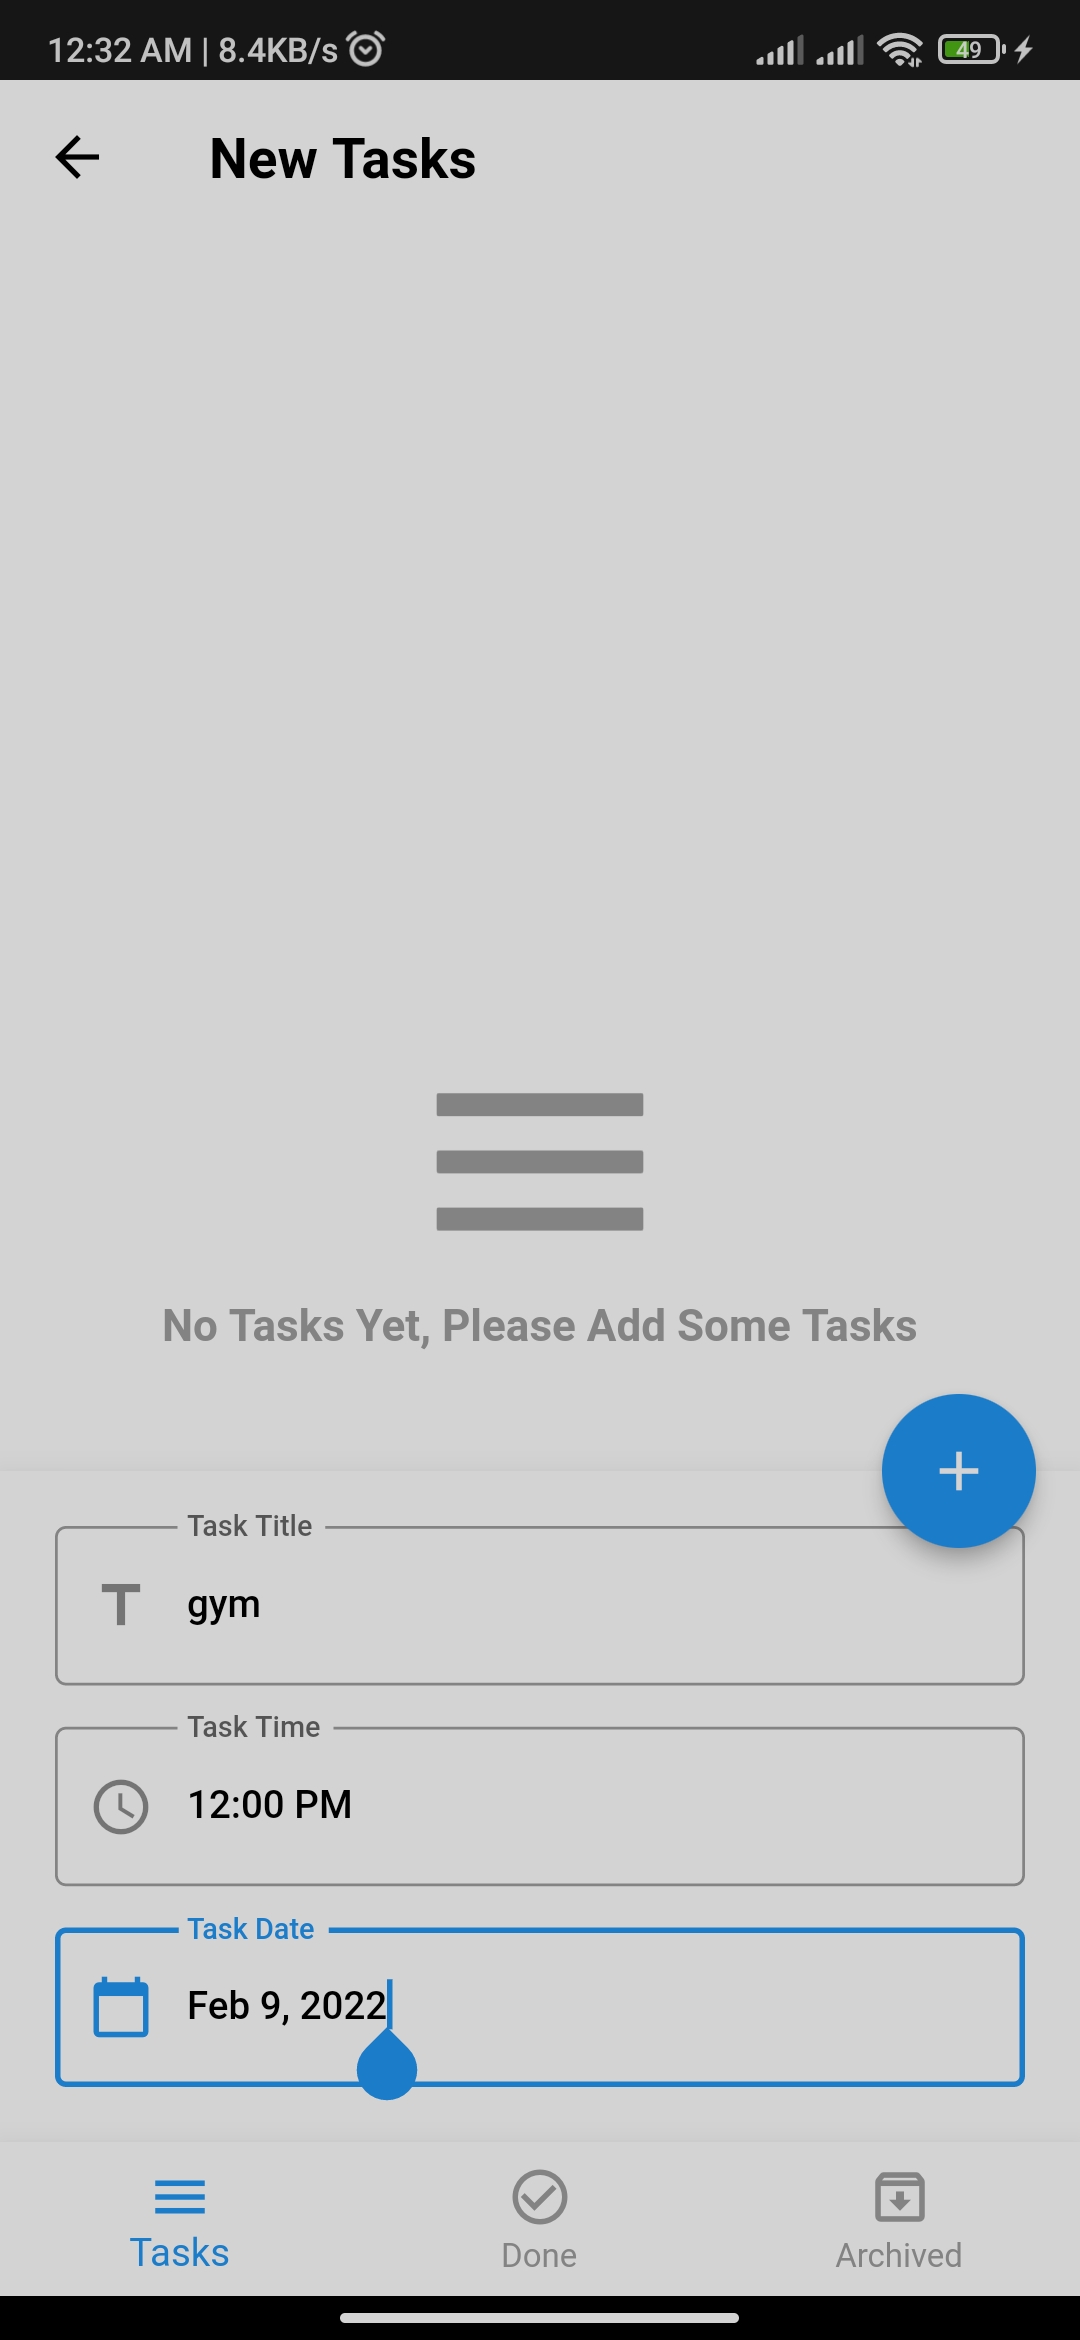 12:32 AM | 8.4KB/s 49
New Tasks
No Tasks Yet, Please Add Some Tasks
Task Title
gym
Task Time
12:00 PM
Task Date
Feb 9, 2022
Tasks Done Archived